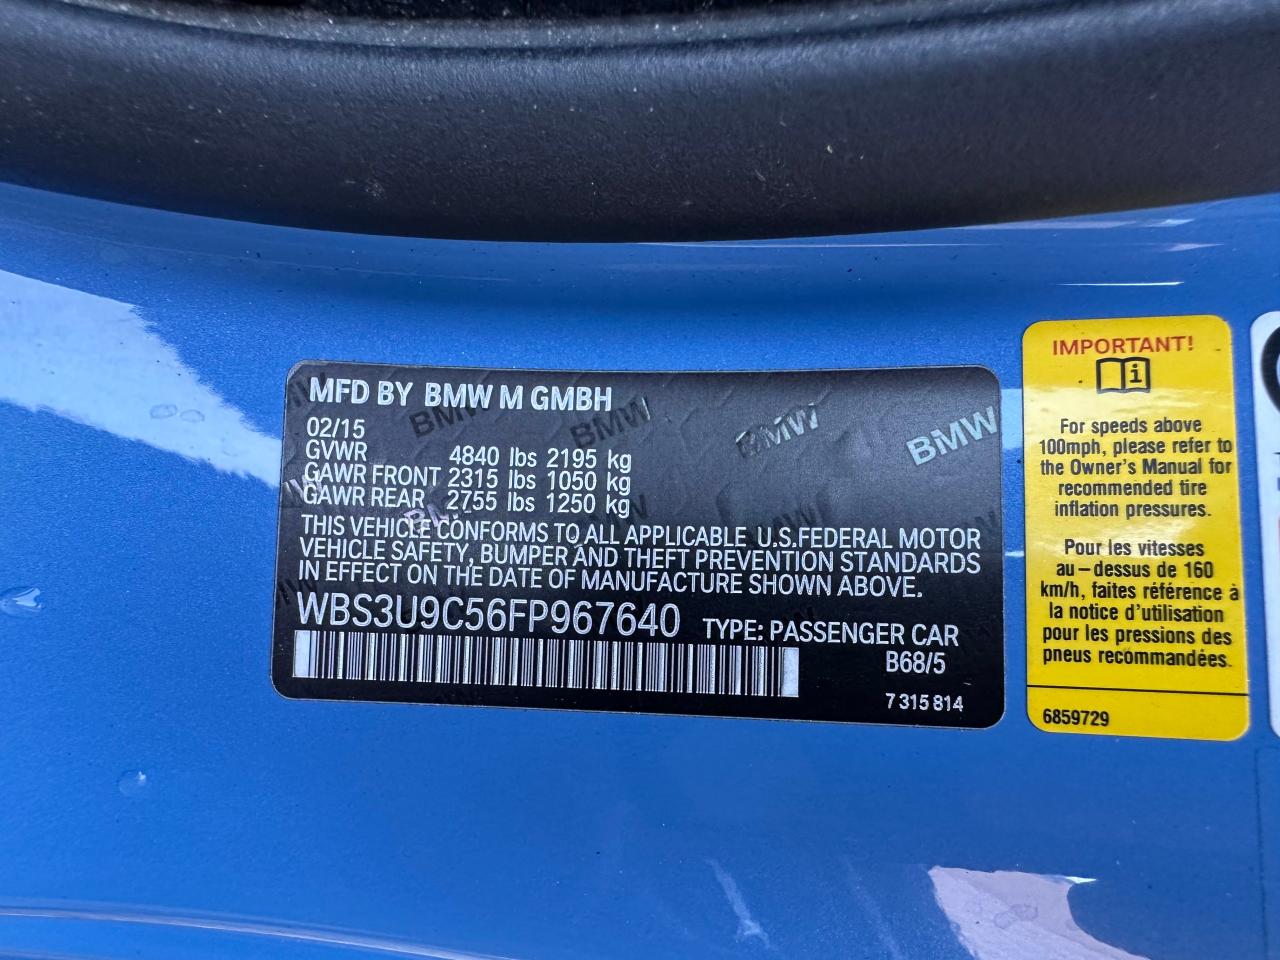 MFD BY BMW M GMBH
02/15
GVWR 4840 lbs 2195 kg
GAWR FRONT 2315 lbs 1050 kg
GAWR REAR 2755 lbs 1250 kg
THIS VEHICLE CONFORMS TO ALL APPLICABLE U.S.FEDERAL MOTOR
VEHICLE SAFETY, BUMPER AND THEFT PREVENTION STANDARDS
IN EFFECT ON THE DATE OF MANUFACTURE SHOWN ABOVE.
WBS3U9C56FP967640 TYPE: PASSENGER CAR
B68/5
7 315 814
BMW
BMW
BMW
BMW
IMPORTANT!
i
For speeds above
100mph, please refer to
the Owner's Manual for
recommended tire
inflation pressures.
Pour les vitesses
au–dessus de 160
km/h, faites référence à
la notice d'utilisation
pour les pressions des
pneus recommandées.
6859729